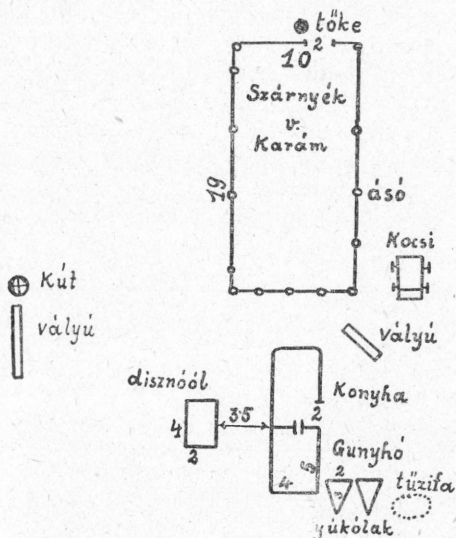 tőke
2
10
Szárnyék
v.
Karám
19
ásó
Kocsi
Kút
vályú
vályú
disznóól
Konyha
4
3·5
2
2
Gunyhó
4
2
tűzifa
tyúkólak